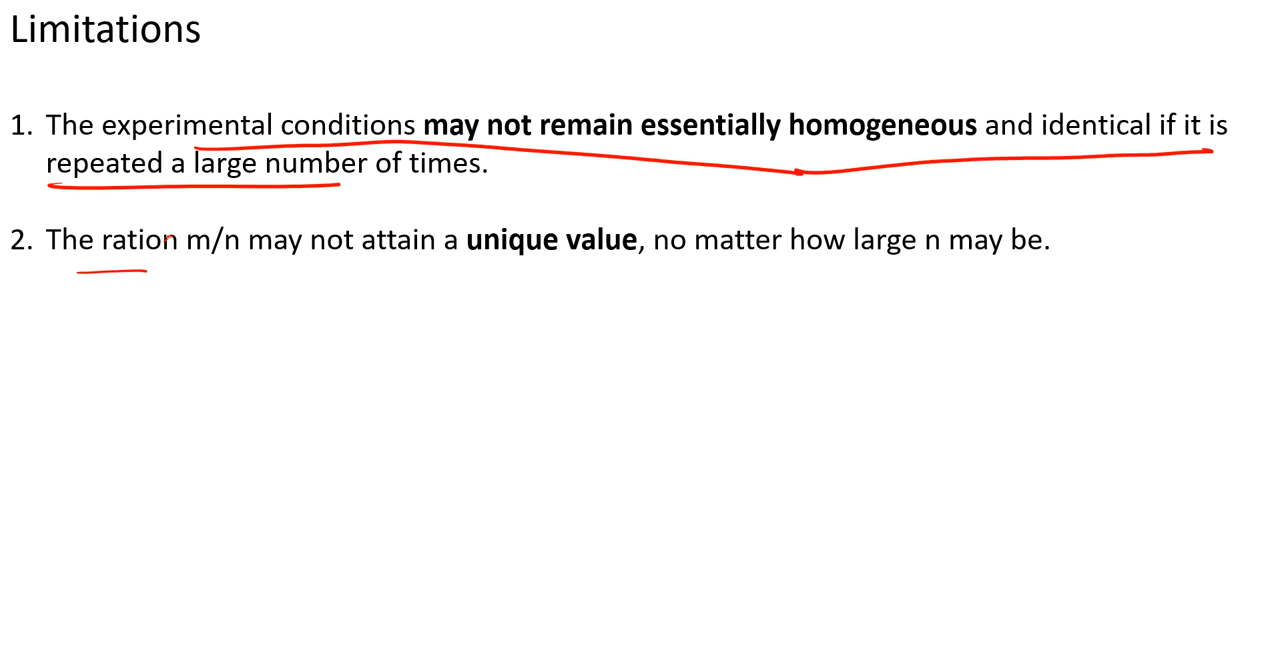 Limitations
1. The experimental conditions may not remain essentially homogeneous and identical if it is
repeated a large number of times.
2. The ration m/n may not attain a unique value, no matter how large n may be.